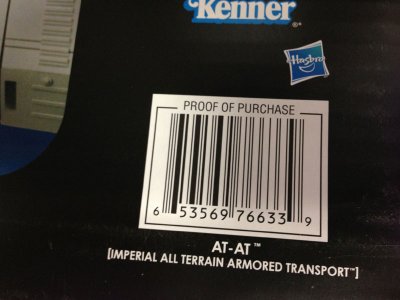 Kenner
Hasbro
PROOF OF PURCHASE
6 53569 76633 9
AT-AT™
[IMPERIAL ALL TERRAIN ARMORED TRANSPORT™]